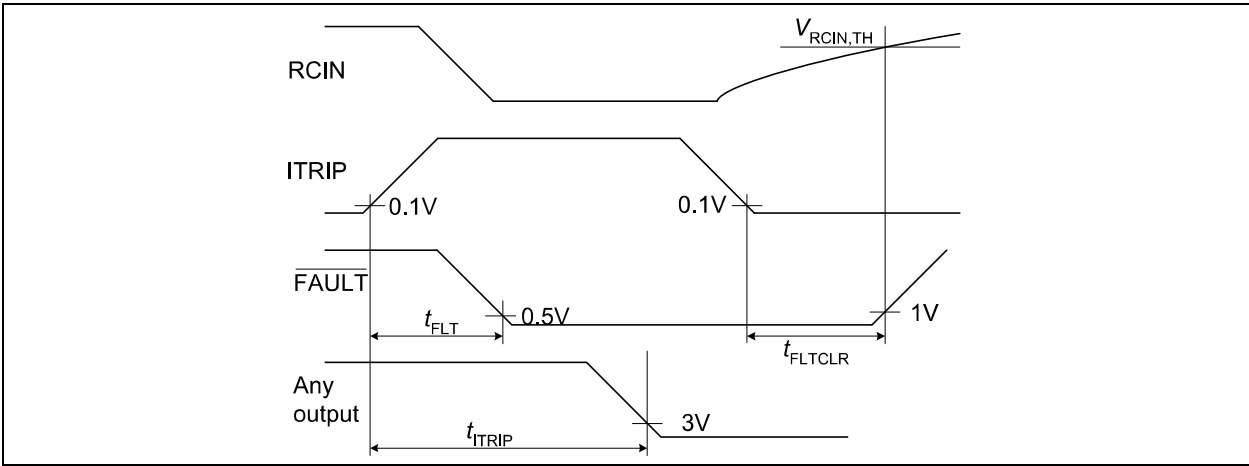 V_RCIN,TH
RCIN
ITRIP
0.1V
0.1V
FAULT
0.5V
1V
t_FLT
t_FLTCLR
Any
output
3V
t_ITRIP